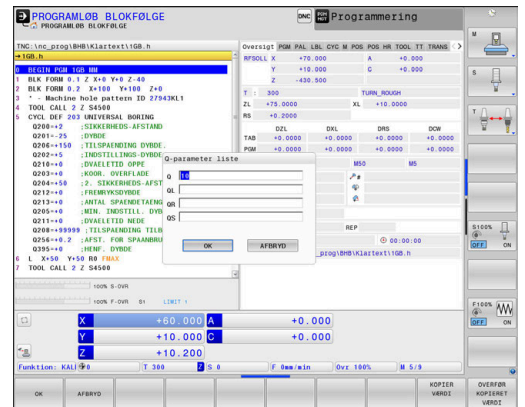 PROGRAMLØB BLOKFØLGE
PROGRAMLØB BLOKFØLGE
DNC
Programmering
TNC:\nc_prog\BHB\Klartext\1GB.h
→1GB.h
0 BEGIN PGM 1GB MM
1 BLK FORM 0.1 Z X+0 Y+0 Z-40
2 BLK FORM 0.2 X+100 Y+100 Z+0
3 * - Machine hole pattern ID 27943KL1
4 TOOL CALL 2 Z S4500
5 CYCL DEF 203 UNIVERSAL BORING
Q200=+2 ;SIKKERHEDS-AFSTAND
Q201=-25 ;DYBDE
Q206=+150 ;TILSPAENDING DYBDE.
Q202=+5 ;INDSTILLINGS-DYBDE.
Q210=+0 ;DVAELETID OPPE
Q203=+0 ;KOOR. OVERFLADE
Q204=+50 ;2. SIKKERHEDS-AFST
Q212=+0 ;FREMRYKSDYBDE
Q213=+0 ;ANTAL SPAENDETAENG
Q205=+0 ;MIN. INDSTILL. DYB
Q211=+0 ;DVAELETID NEDE
Q208=+99999 ;TILSPAENDING TILB
Q256=+0.2 ;AFST. FOR SPAANBRU
Q395=+0 ;HENF. DYBDE
6 L X+50 Y+50 R0 FMAX
7 TOOL CALL 2 Z S4500
100% S-OVR
100% F-OVR S1 LIMIT 1
Oversigt PGM PAL LBL CYC M POS POS HR TOOL TT TRANS
RFSOLL X +70.000 A +0.000
Y +10.000 C +0.000
Z -430.500
T : 300 TURN_ROUGH
ZL +75.0000 XL +10.0000
RS +0.2000
DZL DXL DRS DCW
TAB +0.0000 +0.0000 +0.0000 +0.0000
PGM +0.0000 +0.0000 +0.0000 +0.0000
M50 M5
REP
00:00:00
_prog\BHB\Klartext\1GB.h
Q-parameter liste
Q 10
QL
QR
QS
OK
AFBRYD
X +60.000 A +0.000
Y +10.000 C +0.000
Z +10.200
Funktion: KALI 0 T 300 Z S 0 F 0mm/min Ovr 100% M 5/9
OK
AFBRYD
KOPIER VÆRDI
OVERFØR KOPIERET VÆRDI
M
S
T
S100%
OFF ON
F100%
OFF ON